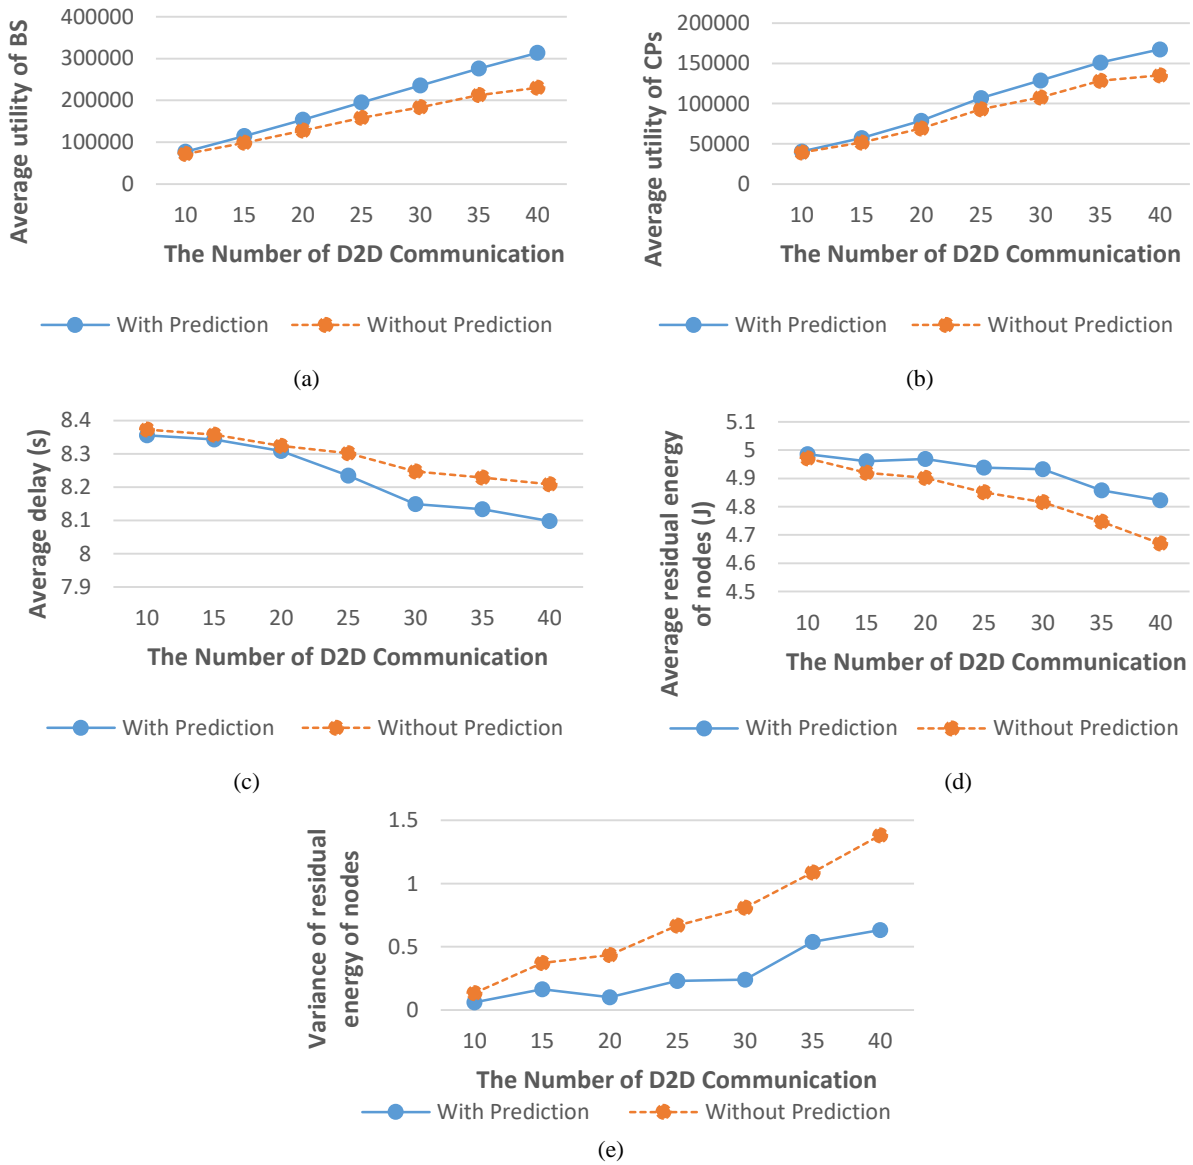 Average utility of BS
400000
300000
200000
100000
0
10 15 20 25 30 35 40
The Number of D2D Communication
With Prediction Without Prediction
(a)
Average utility of CPs
200000
150000
100000
50000
0
10 15 20 25 30 35 40
The Number of D2D Communication
With Prediction Without Prediction
(b)
Average delay (s)
8.4
8.3
8.2
8.1
8
7.9
10 15 20 25 30 35 40
The Number of D2D Communication
With Prediction Without Prediction
(c)
Average residual energy
of nodes (J)
5.1
5
4.9
4.8
4.7
4.6
4.5
10 15 20 25 30 35 40
The Number of D2D Communication
With Prediction Without Prediction
(d)
Variance of residual
energy of nodes
1.5
1
0.5
0
10 15 20 25 30 35 40
The Number of D2D Communication
With Prediction Without Prediction
(e)